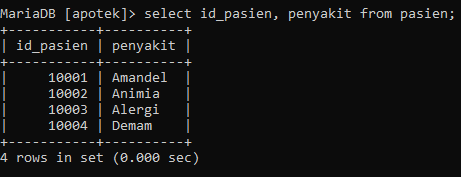 MariaDB [apotek]> select id_pasien, penyakit from pasien;
+-----------+----------+
| id_pasien | penyakit |
+-----------+----------+
|     10001 | Amandel  |
|     10002 | Animia   |
|     10003 | Alergi   |
|     10004 | Demam    |
+-----------+----------+
4 rows in set (0.000 sec)